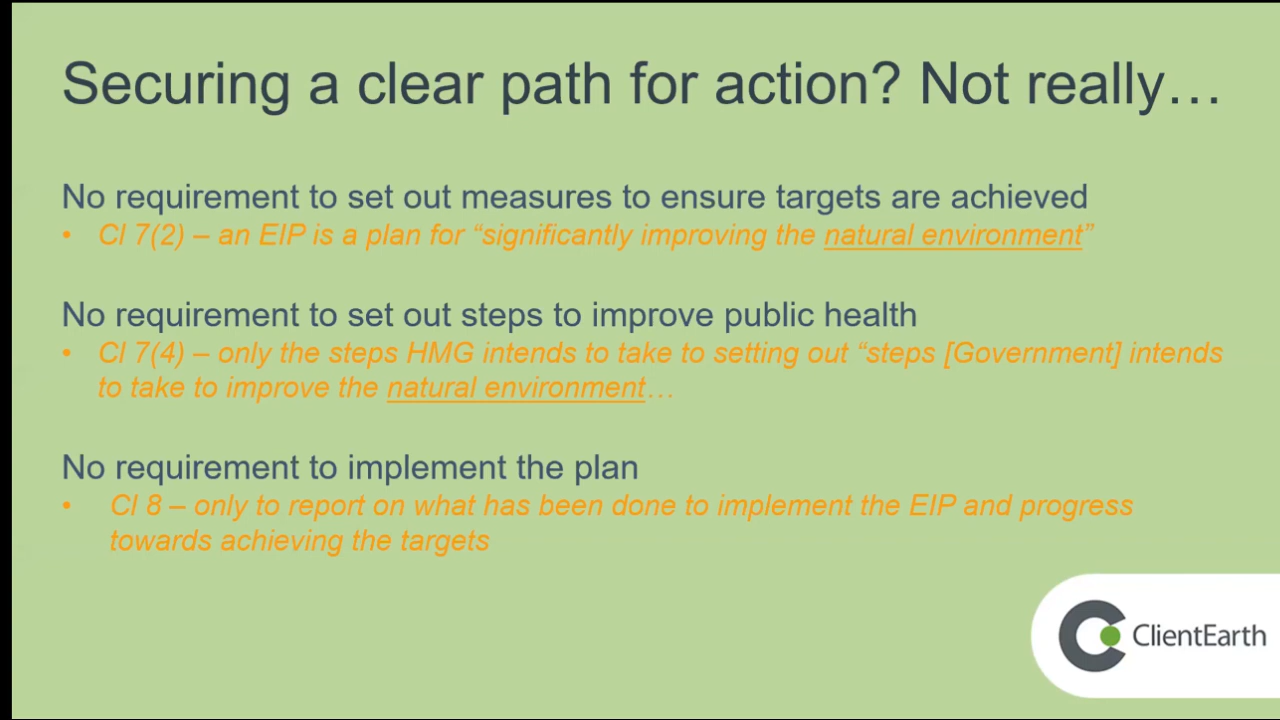 Securing a clear path for action? Not really…
No requirement to set out measures to ensure targets are achieved
• Cl 7(2) – an EIP is a plan for “significantly improving the natural environment”
No requirement to set out steps to improve public health
• Cl 7(4) – only the steps HMG intends to take to setting out “steps [Government] intends
to take to improve the natural environment…
No requirement to implement the plan
• Cl 8 – only to report on what has been done to implement the EIP and progress
towards achieving the targets
ClientEarth